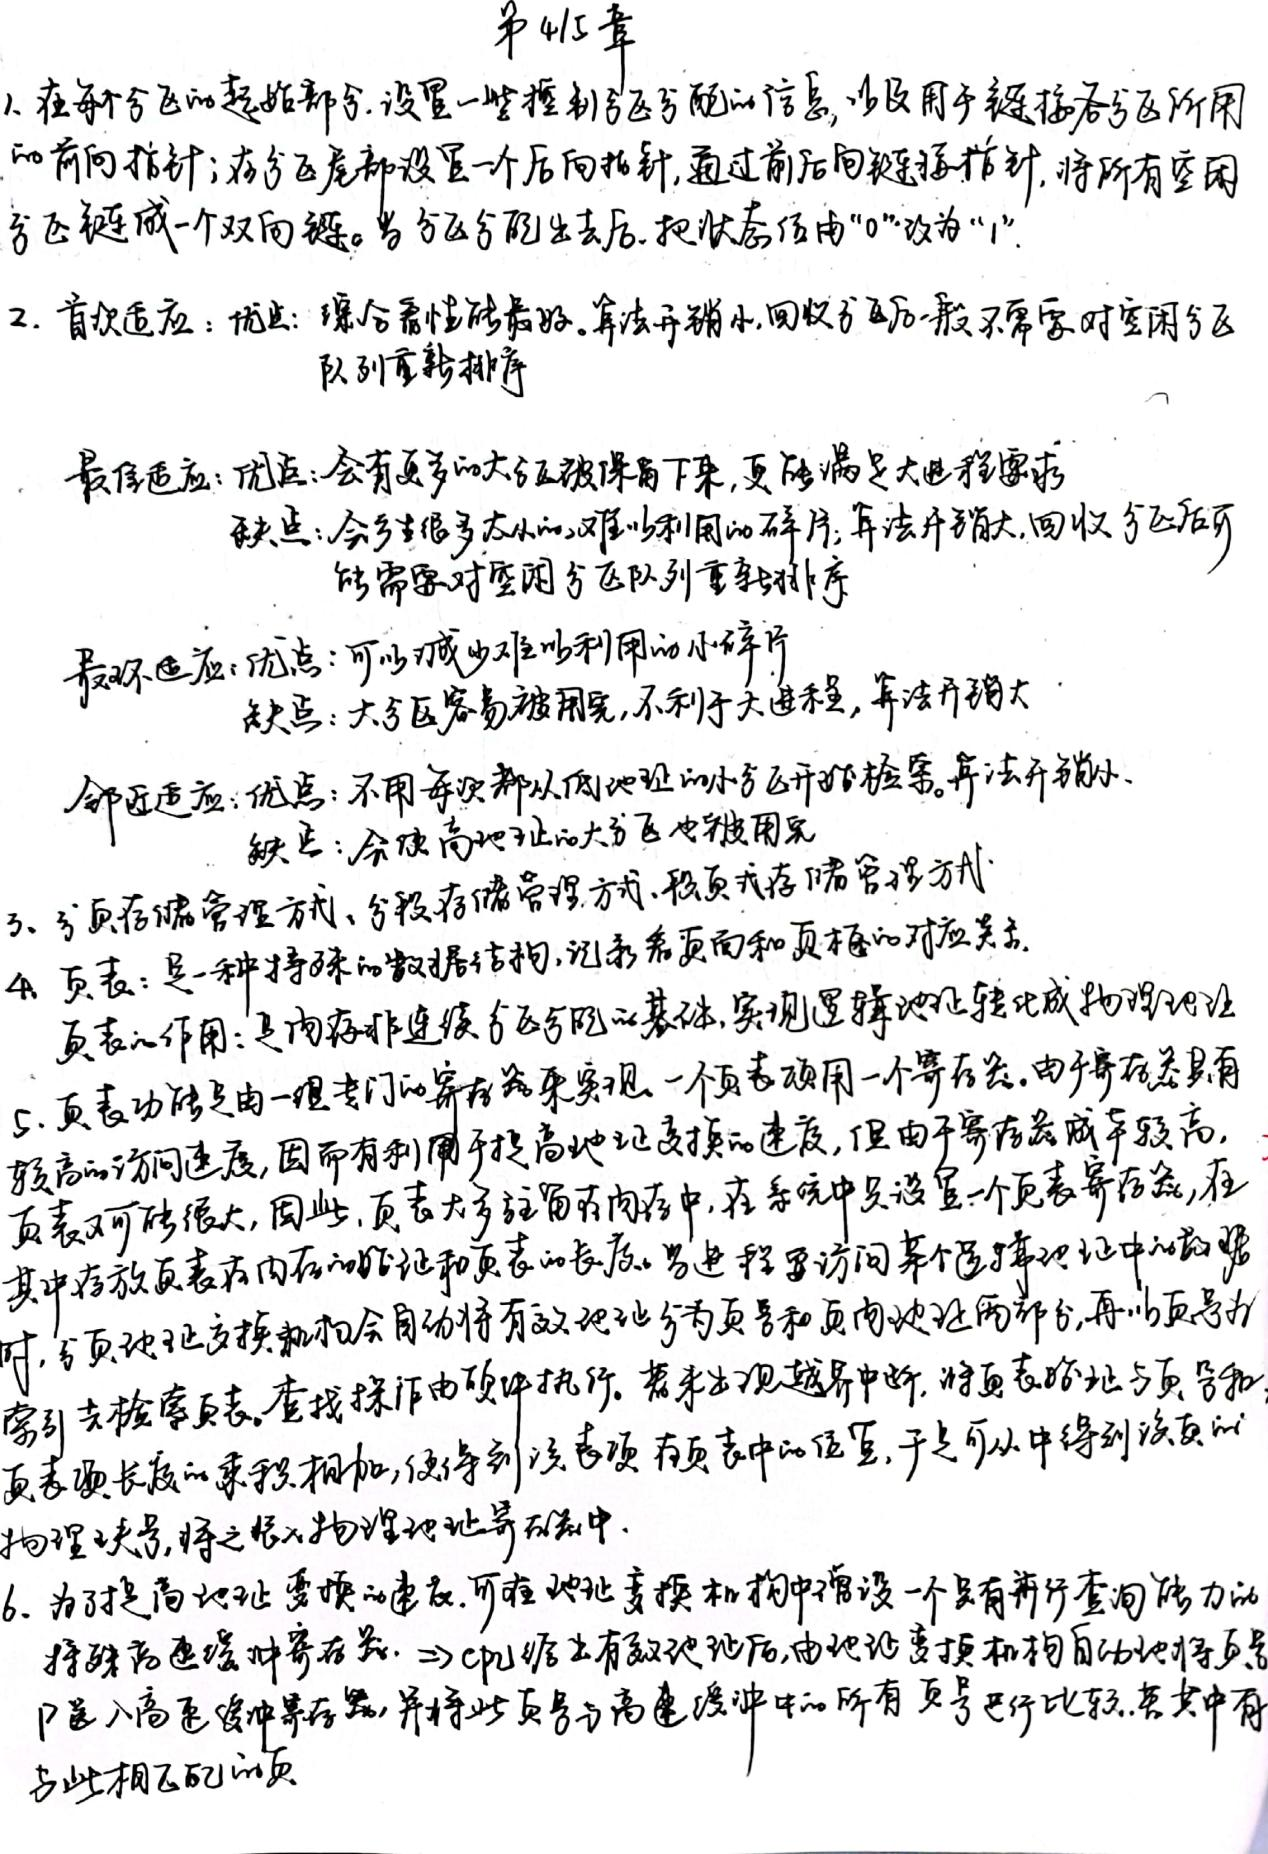 第4/5章
1、在每个分区的起始部分.设置一些控制分区分配的信息,以及用于链接各分区所用
的前向指针;在分区尾部设置一个后向指针,通过前后向链接指针,将所有空闲
分区链成一个双向链。当分区分配出去后.把状态位由“0”改为“1”.
2. 首次适应:优点:综合看性能最好。算法开销小,回收分区后一般不需要对空闲分区
队列重新排序
最佳适应:优点:会有更多的大分区被保留下来,更能满足大进程要求
缺点:会产生很多太小的、难以利用的碎片;算法开销大,回收分区后可
能需要对空闲分区队列重新排序
最坏适应:优点:可以减少难以利用的小碎片
缺点:大分区容易被用完,不利于大进程,算法开销大
邻近适应:优点:不用每次都从低地址的小分区开始检索。算法开销小.
缺点:会使高地址的大分区也被用完
3、分页存储管理方式、分段存储管理方式、段页式存储管理方式.
4、页表:是一种特殊的数据结构,记录着页面和页框的对应关系.
页表的作用:是内存非连续分区分配的基础,实现逻辑地址转化成物理地址
5.页表功能是由一组专门的寄存器来实现、一个页表项用一个寄存器。由于寄存器具有
较高的访问速度,因而有利用于提高地址变换的速度,但由于寄存器成本较高,
页表又可能很大,因此,页表大多驻留在内存中,在系统中只设置一个页表寄存器,在
其中存放页表在内存的始址和页表的长度。当进程要访问某个逻辑地址中的数据
时,分页地址变换机构会自动将有效地址分为页号和页内地址两部分,再以页号为
索引去检索页表。查找操作由硬件执行。若未出现越界中断,将页表始址与页号和
页表项长度的乘积相加,便得到该表项在页表中的位置,于是可从中得到该页的
物理块号,将之装入物理地址寄存器中.
6.为了提高地址变换的速度.可在地址变换机构中增设一个具有并行查询能力的
特殊高速缓冲寄存器.⇒CPU给出有效地址后,由地址变换机构自动地将页号
P送入高速缓冲寄存器,并将此页号与高速缓冲中的所有页号进行比较.若其中有
与此相匹配的页